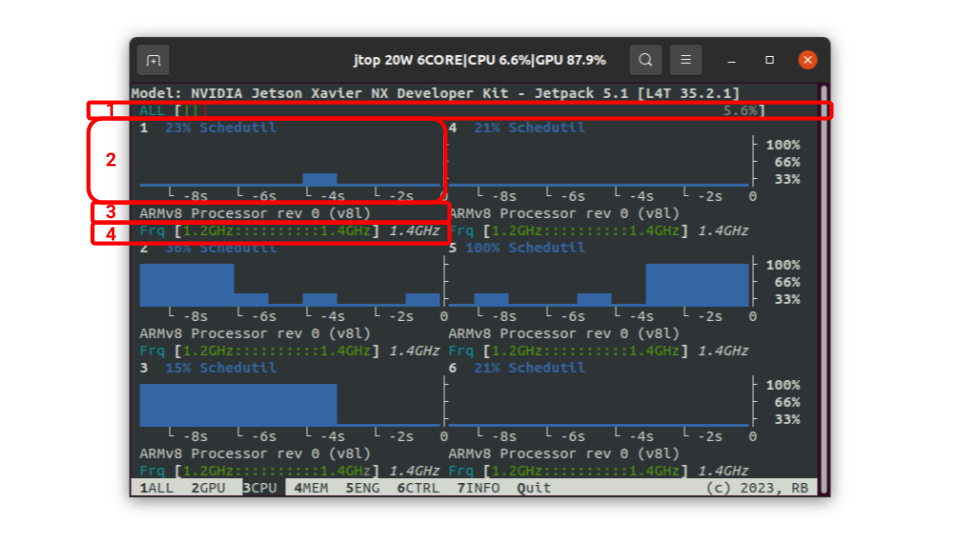 jtop 20W 6CORE|CPU 6.6%|GPU 87.9%
Model: NVIDIA Jetson Xavier NX Developer Kit - Jetpack 5.1 [L4T 35.2.1]
1 ALL [||| 5.6%]
1 23% Schedutil 4 21% Schedutil
100%
2 66%
33%
-8s -6s -4s -2s 0 -8s -6s -4s -2s 0
3 ARMv8 Processor rev 0 (v8l) ARMv8 Processor rev 0 (v8l)
4 Frq [1.2GHz::::::::::1.4GHz] 1.4GHz Frq [1.2GHz::::::::::1.4GHz] 1.4GHz
2 36% Schedutil 5 100% Schedutil
100%
66%
33%
-8s -6s -4s -2s 0 -8s -6s -4s -2s 0
ARMv8 Processor rev 0 (v8l) ARMv8 Processor rev 0 (v8l)
Frq [1.2GHz::::::::::1.4GHz] 1.4GHz Frq [1.2GHz::::::::::1.4GHz] 1.4GHz
3 15% Schedutil 6 21% Schedutil
100%
66%
33%
-8s -6s -4s -2s 0 -8s -6s -4s -2s 0
ARMv8 Processor rev 0 (v8l) ARMv8 Processor rev 0 (v8l)
Frq [1.2GHz::::::::::1.4GHz] 1.4GHz Frq [1.2GHz::::::::::1.4GHz] 1.4GHz
1ALL 2GPU 3CPU 4MEM 5ENG 6CTRL 7INFO Quit (c) 2023, RB